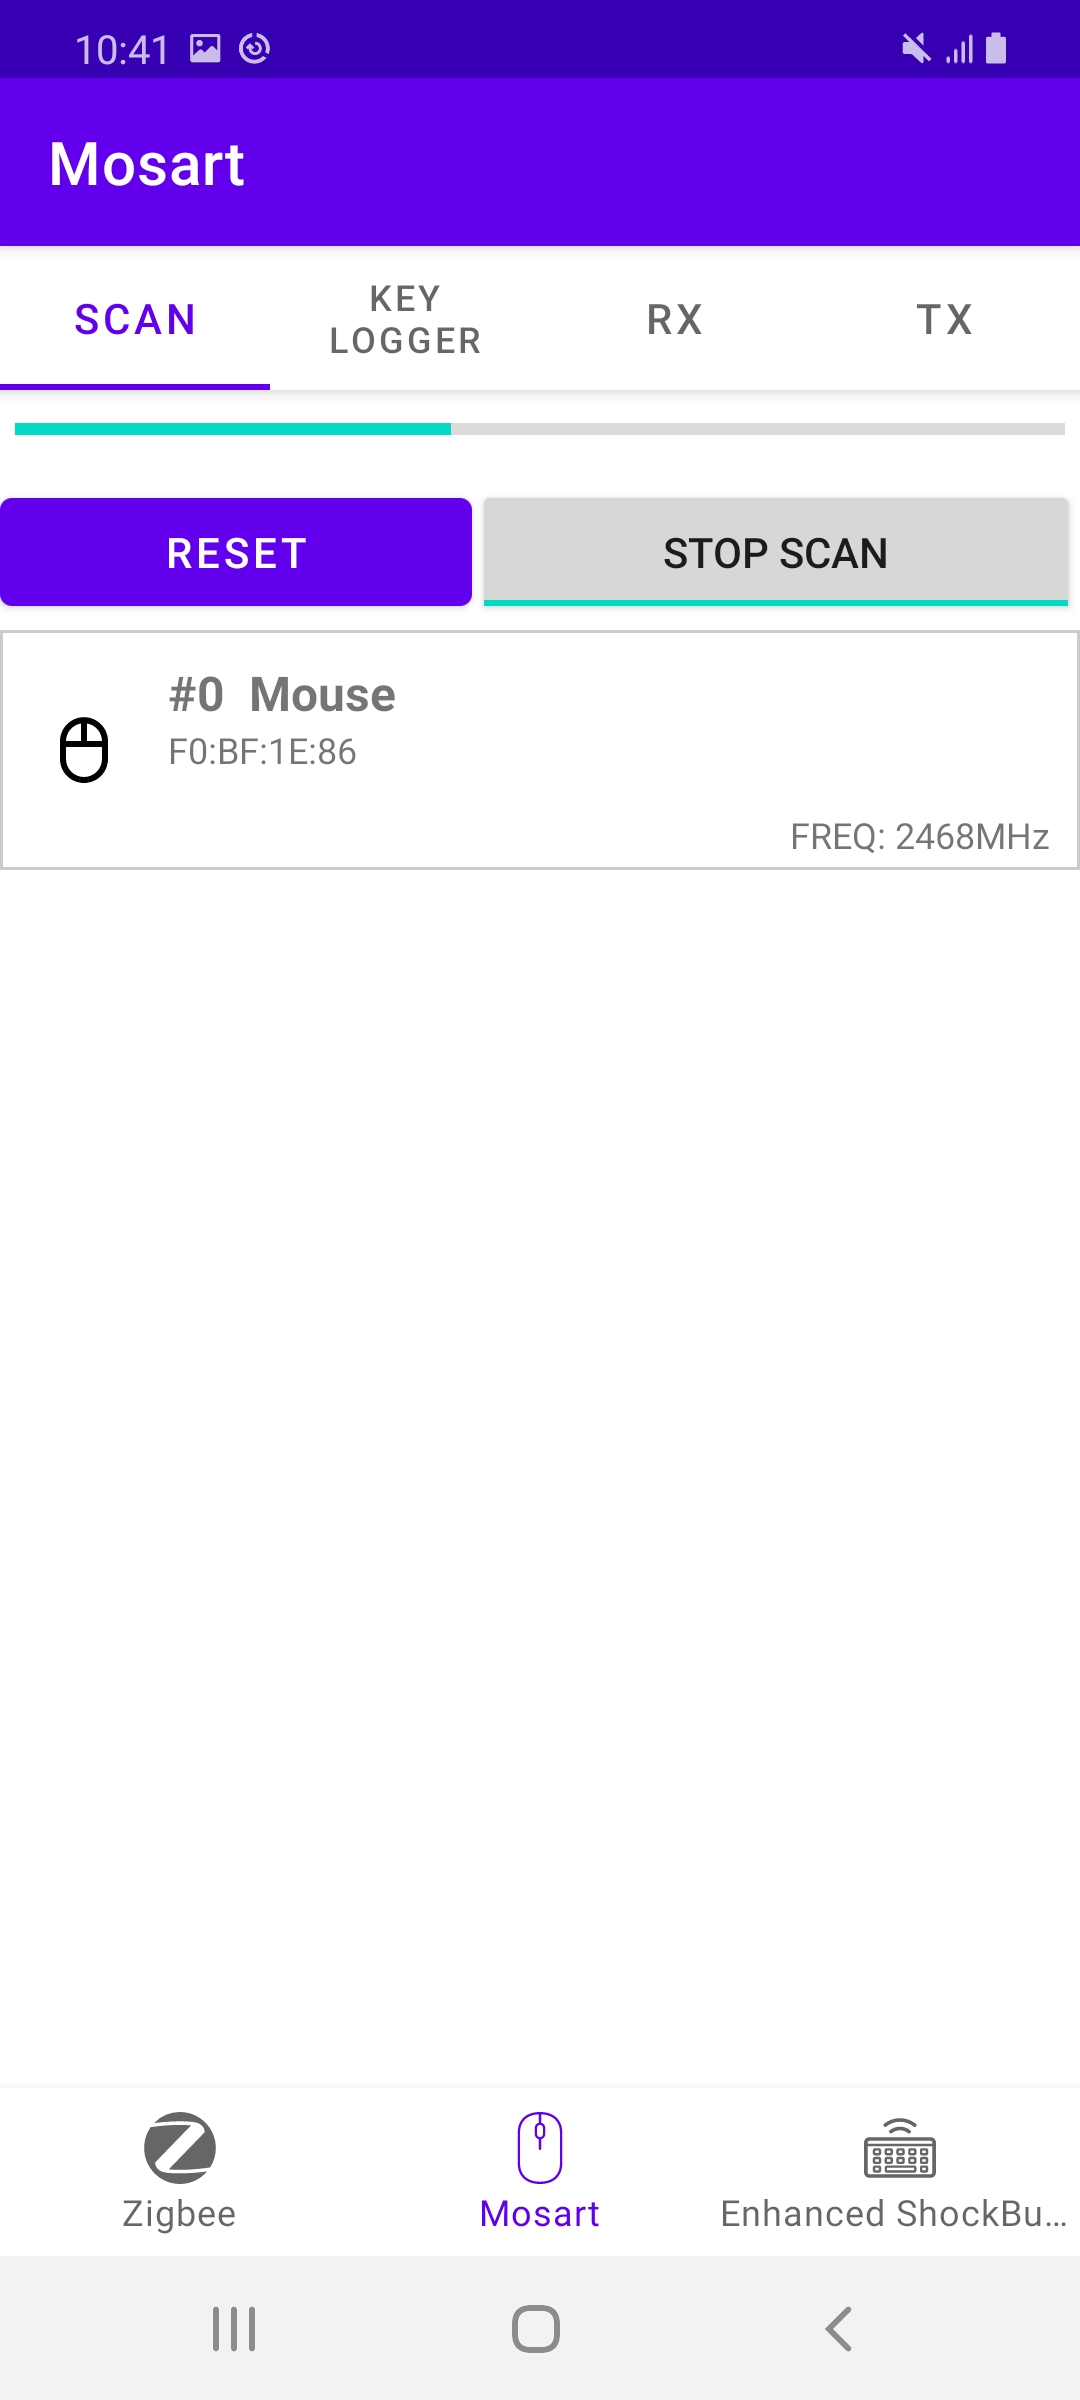 10:41
Mosart
SCAN
KEY
LOGGER
RX
TX
RESET
STOP SCAN
#0 Mouse
F0:BF:1E:86
FREQ: 2468MHz
Zigbee
Mosart
Enhanced ShockBu...